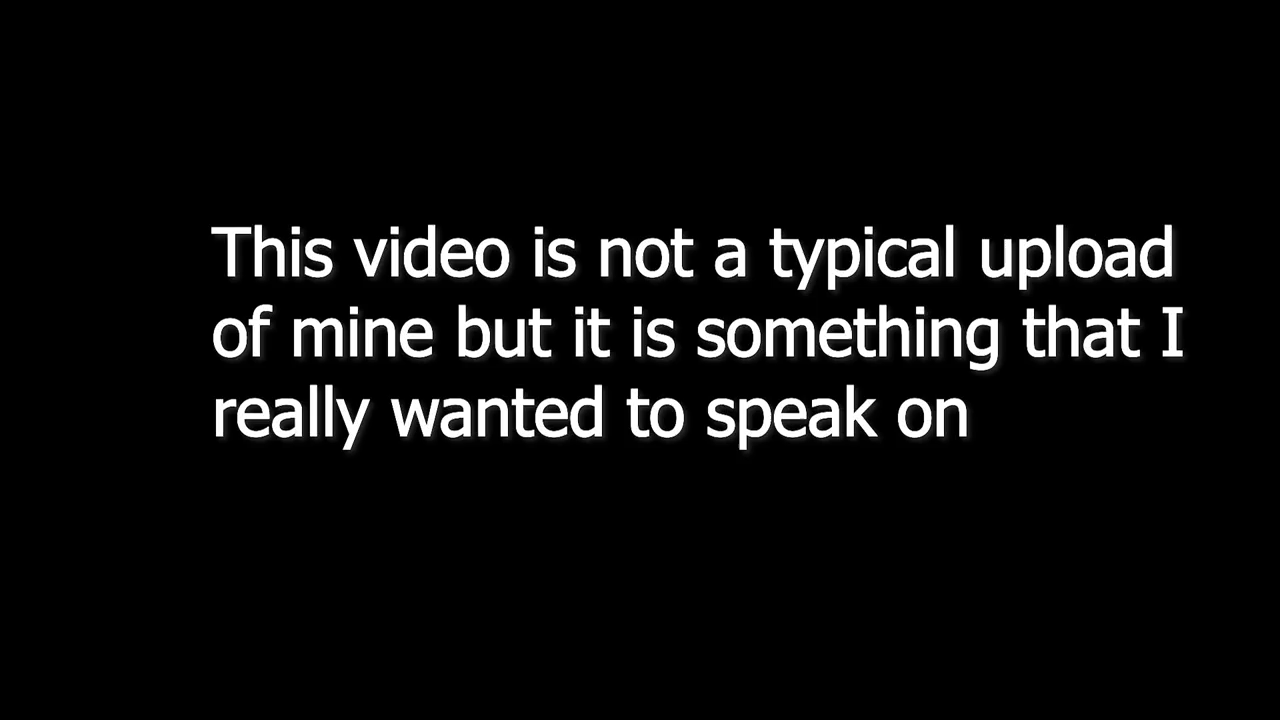 This video is not a typical upload
of mine but it is something that I
really wanted to speak on